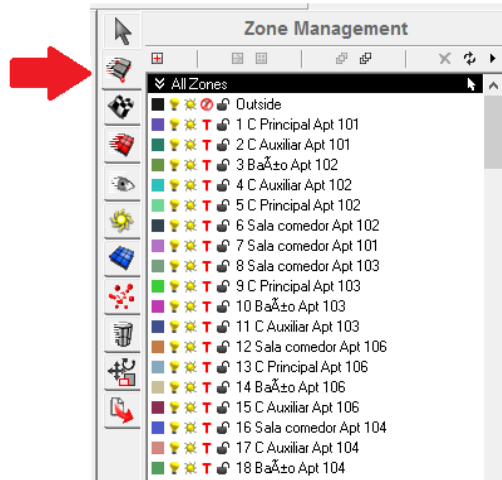 Zone Management
All Zones
Outside
T 1 C Principal Apt 101
T 2 C Auxiliar Apt 101
T 3 BaÃ±o Apt 102
T 4 C Auxiliar Apt 102
T 5 C Principal Apt 102
T 6 Sala comedor Apt 102
T 7 Sala comedor Apt 101
T 8 Sala comedor Apt 103
T 9 C Principal Apt 103
T 10 BaÃ±o Apt 103
T 11 C Auxiliar Apt 103
T 12 Sala comedor Apt 106
T 13 C Principal Apt 106
T 14 BaÃ±o Apt 106
T 15 C Auxiliar Apt 106
T 16 Sala comedor Apt 104
T 17 C Auxiliar Apt 104
T 18 BaÃ±o Apt 104